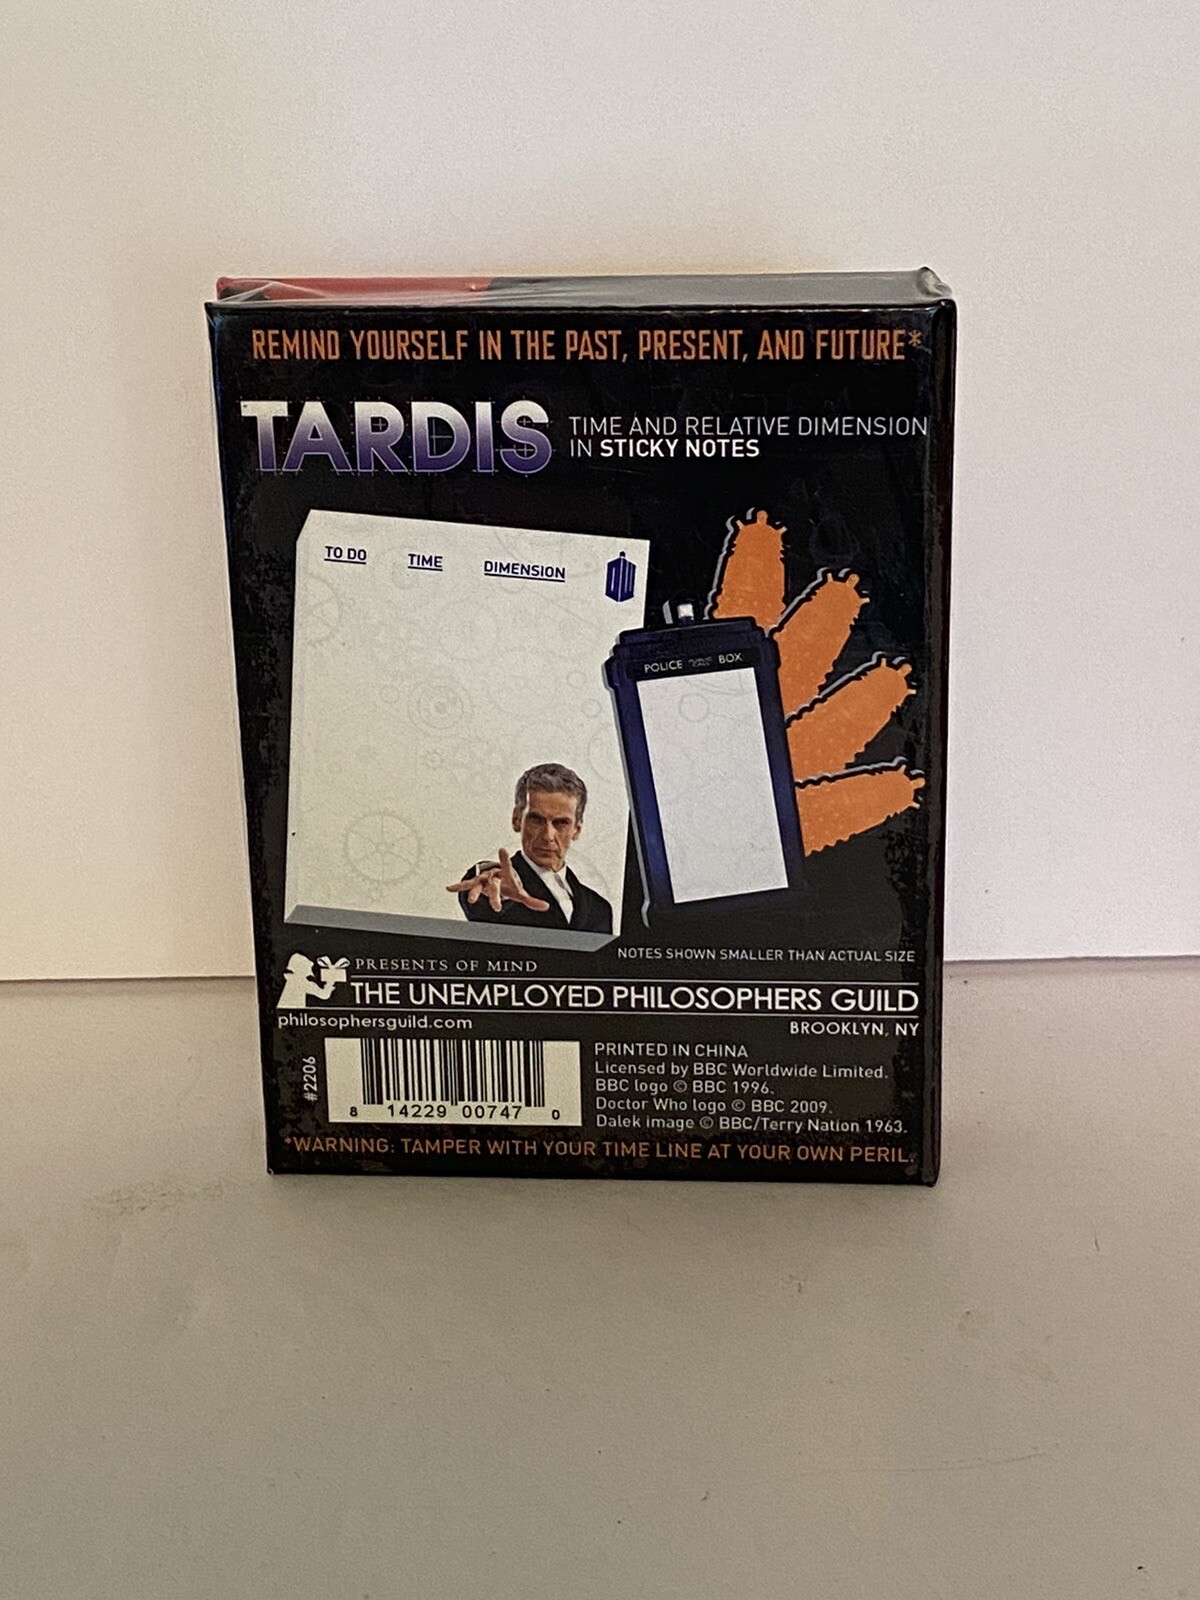 REMIND YOURSELF IN THE PAST, PRESENT, AND FUTURE*
TARDIS
TIME AND RELATIVE DIMENSION
IN STICKY NOTES
TO DO TIME DIMENSION
POLICE PUBLIC CALL BOX
NOTES SHOWN SMALLER THAN ACTUAL SIZE
PRESENTS OF MIND
THE UNEMPLOYED PHILOSOPHERS GUILD
philosophersguild.com BROOKLYN, NY
#2206
8 14229 00747 0
PRINTED IN CHINA
Licensed by BBC Worldwide Limited.
BBC logo © BBC 1996.
Doctor Who logo © BBC 2009.
Dalek image © BBC/Terry Nation 1963.
*WARNING: TAMPER WITH YOUR TIME LINE AT YOUR OWN PERIL.